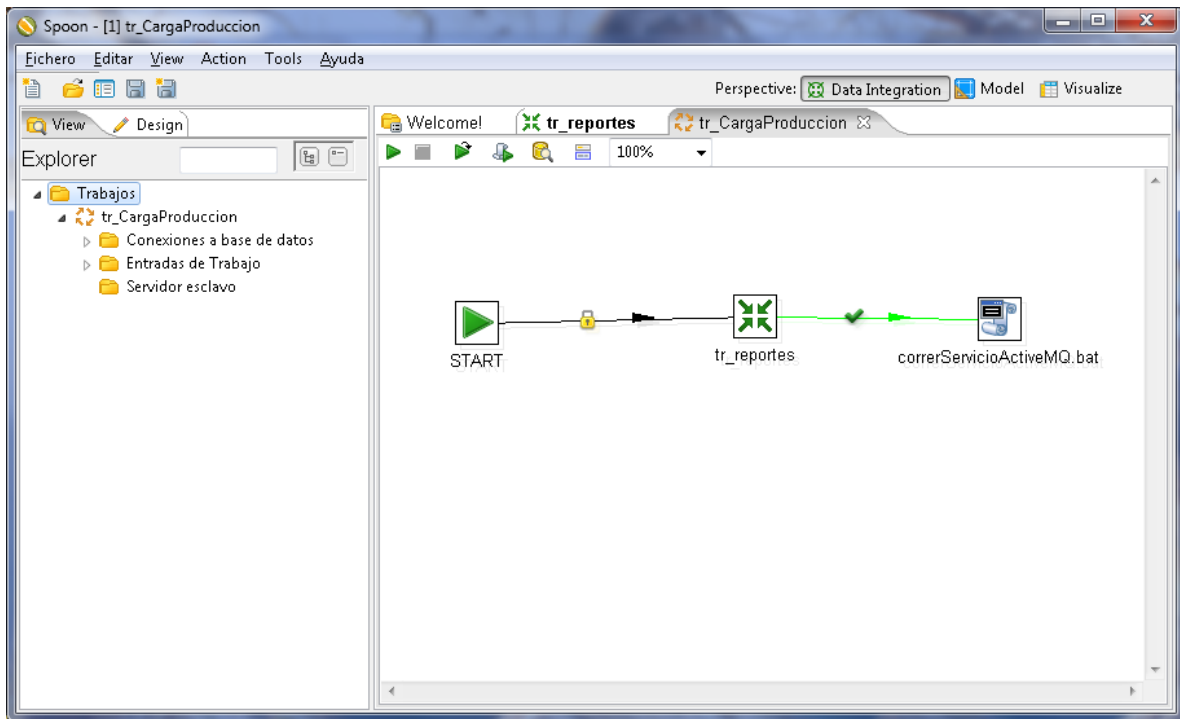 Spoon - [1] tr_CargaProduccion
Fichero Editar View Action Tools Ayuda
Perspective: Data Integration Model Visualize
View Design
Welcome! tr_reportes tr_CargaProduccion
Explorer
100%
Trabajos
tr_CargaProduccion
Conexiones a base de datos
Entradas de Trabajo
Servidor esclavo
START
tr_reportes
correrServicioActiveMQ.bat